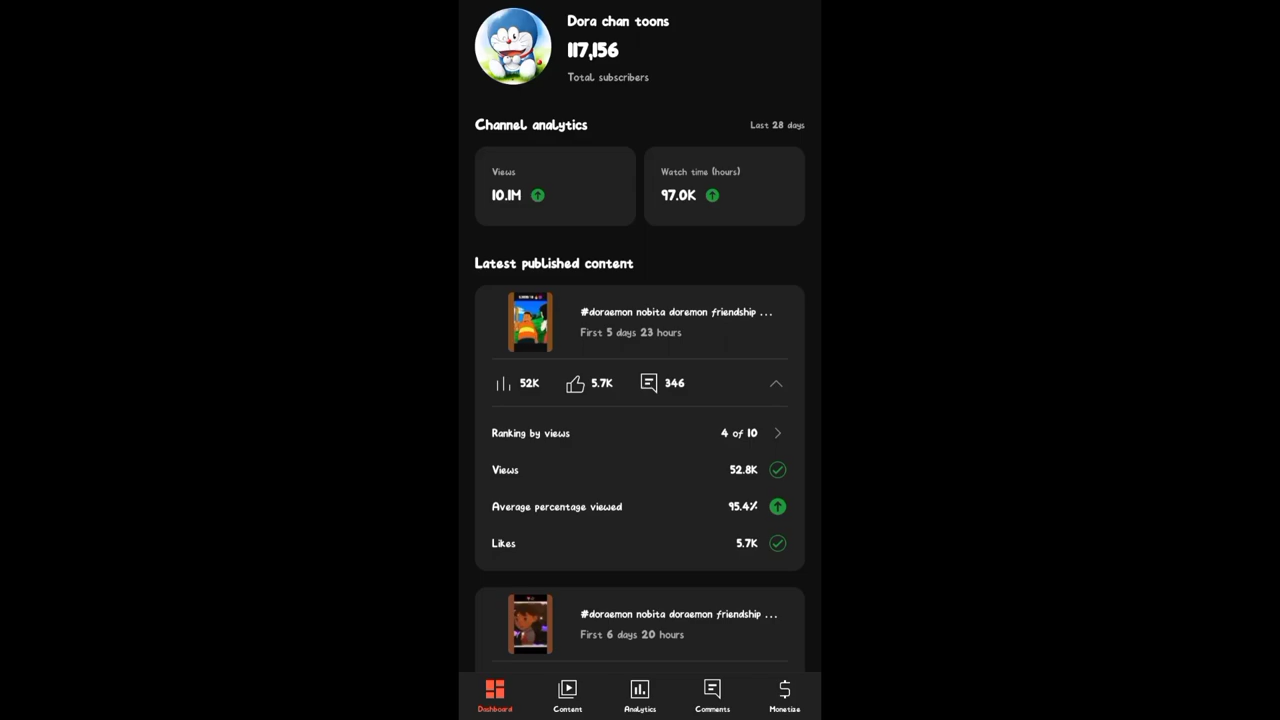 Dora chan toons
117,156
Total subscribers
Channel analytics
Last 28 days
Views
Watch time (hours)
10.1M
97.0K
Latest published content
#doraemon nobita doremon friendship ...
First 5 days 23 hours
52K
5.7K
346
Ranking by views
4 of 10
Views
52.8K
Average percentage viewed
95.4%
Likes
5.7K
#doraemon nobita doraemon friendship ...
First 6 days 20 hours
Dashboard
Content
Analytics
Comments
Monetize